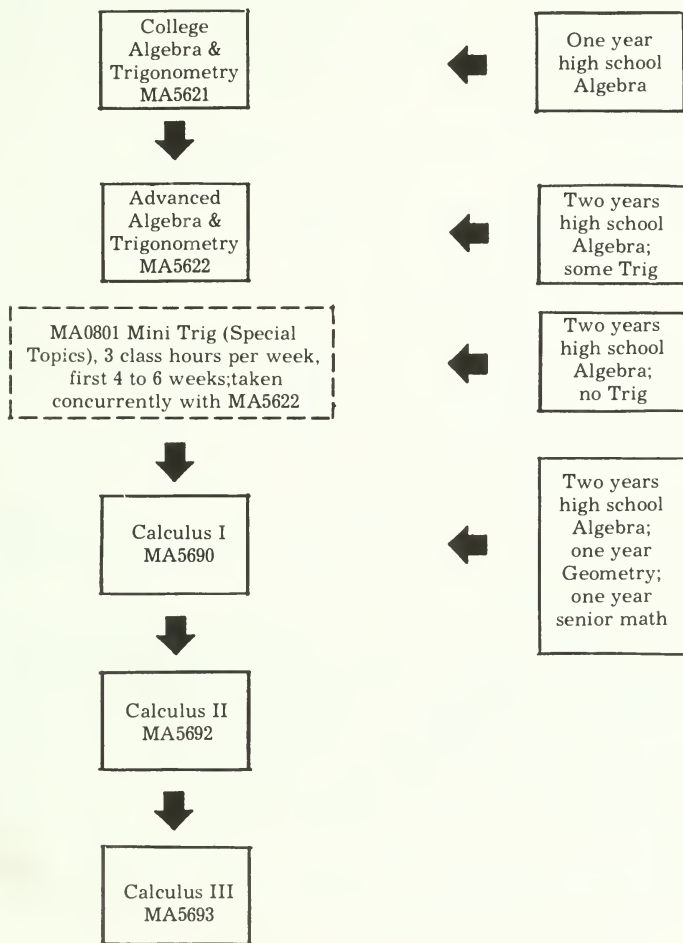 College
Algebra &
Trigonometry
MA5621
One year
high school
Algebra
Advanced
Algebra &
Trigonometry
MA5622
Two years
high school
Algebra;
some Trig
MA0801 Mini Trig (Special
Topics), 3 class hours per week,
first 4 to 6 weeks;taken
concurrently with MA5622
Two years
high school
Algebra;
no Trig
Calculus I
MA5690
Two years
high school
Algebra;
one year
Geometry;
one year
senior math
Calculus II
MA5692
Calculus III
MA5693